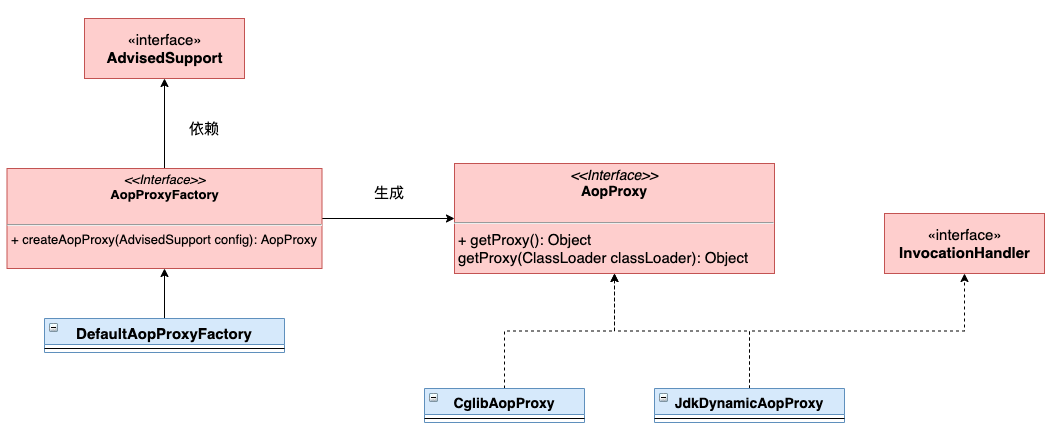 «interface»
AdvisedSupport
依赖
<<Interface>>
AopProxyFactory
+ createAopProxy(AdvisedSupport config): AopProxy
生成
<<Interface>>
AopProxy
+ getProxy(): Object
getProxy(ClassLoader classLoader): Object
«interface»
InvocationHandler
DefaultAopProxyFactory
CglibAopProxy
JdkDynamicAopProxy